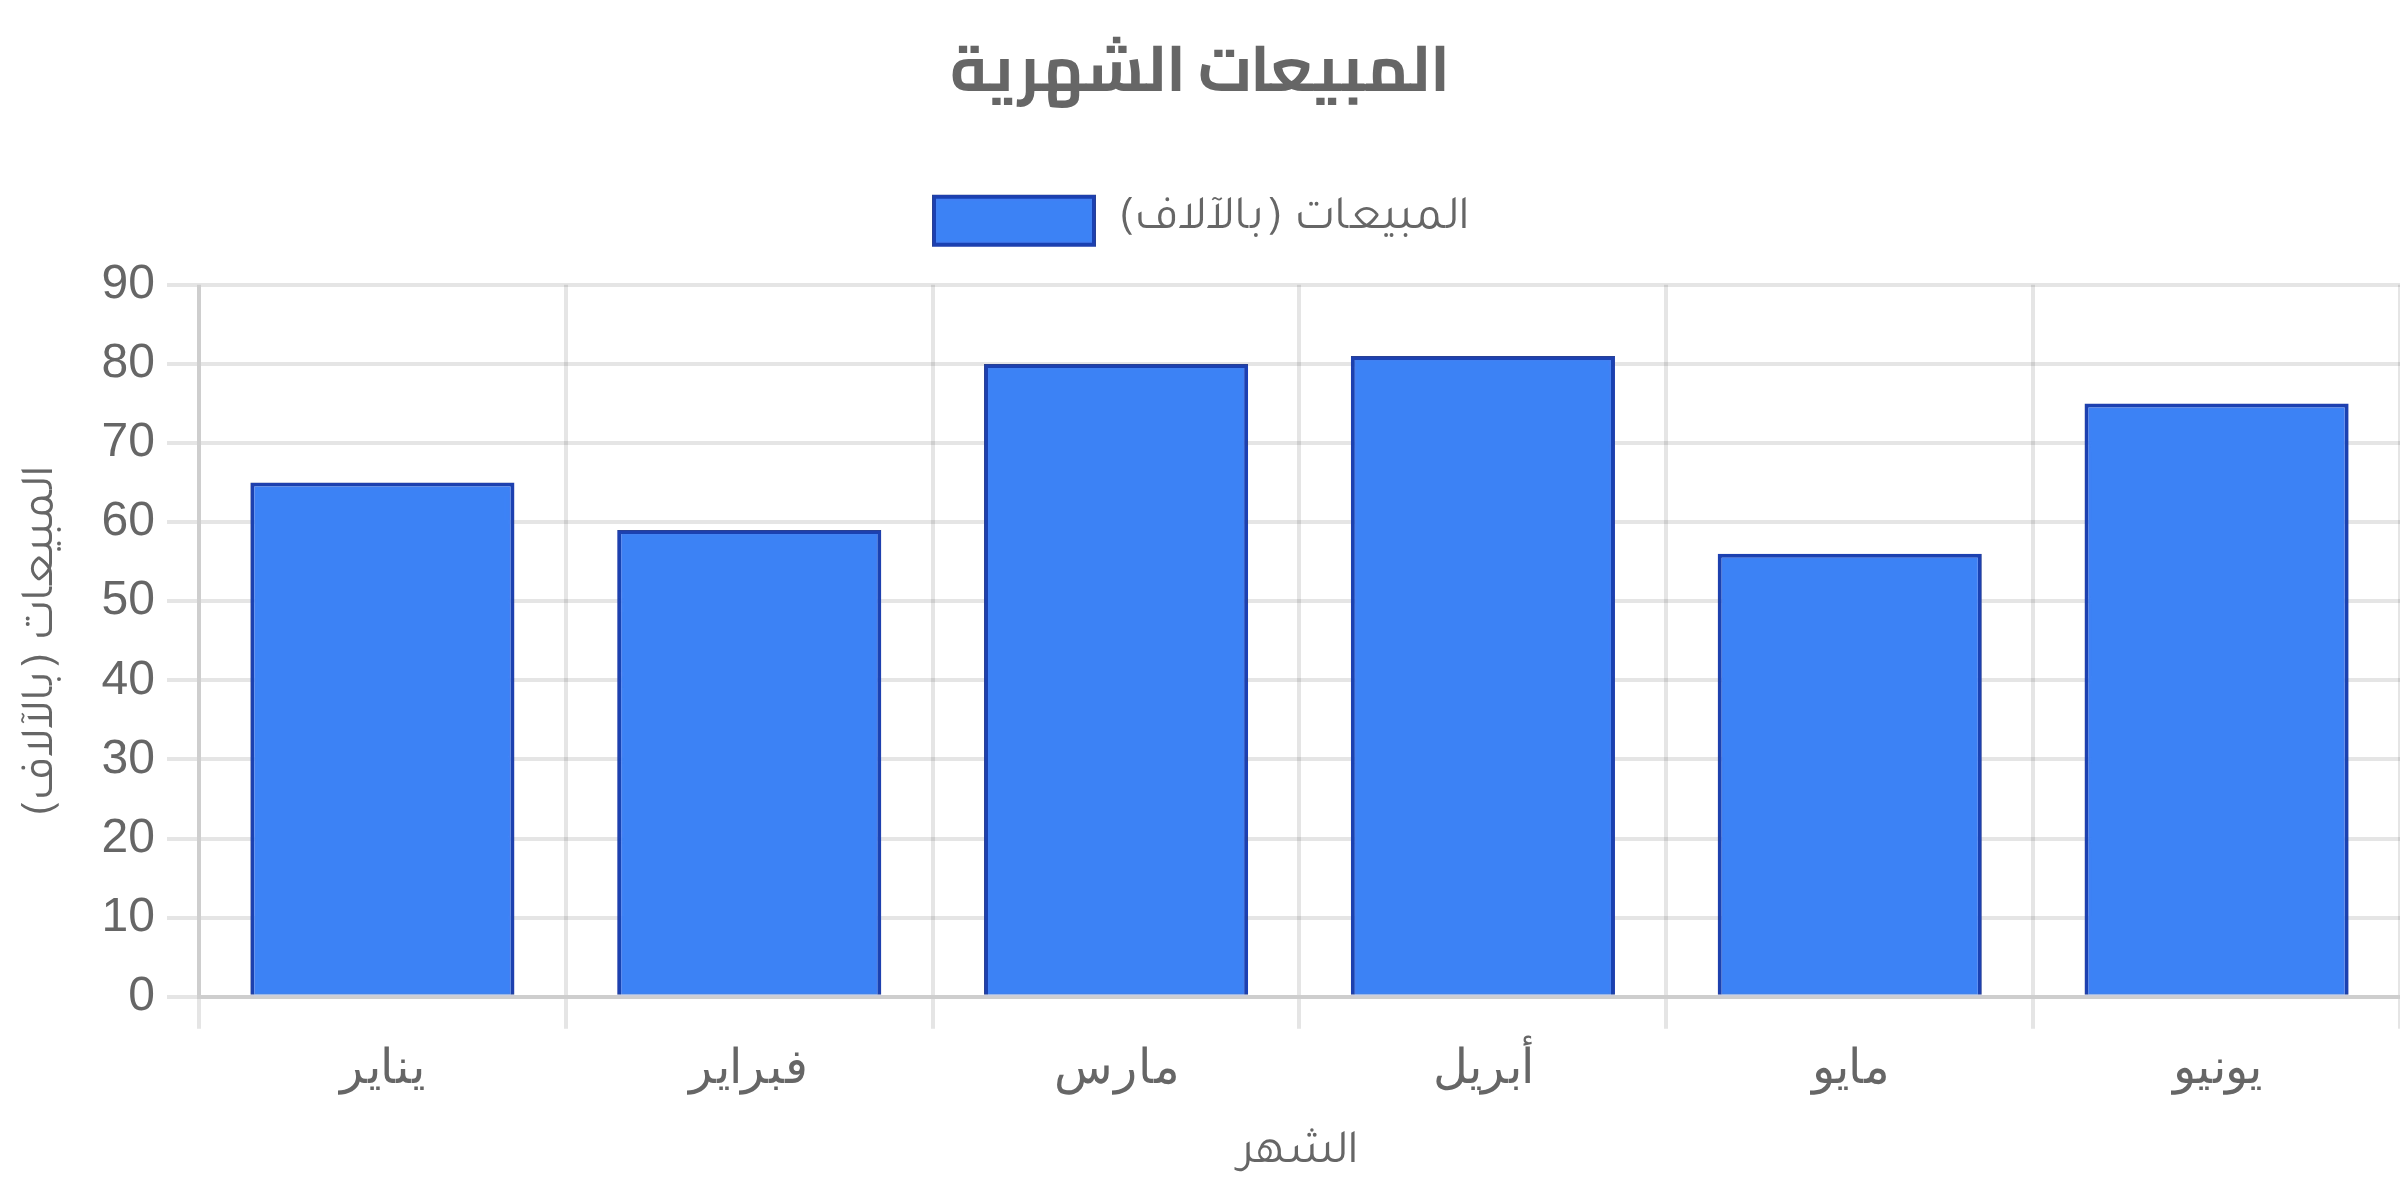 المبيعات الشهرية
المبيعات (بالآلاف)
المبيعات (بالآلاف)
90
80
70
60
50
40
30
20
10
0
يناير
فبراير
مارس
أبريل
مايو
يونيو
الشهر